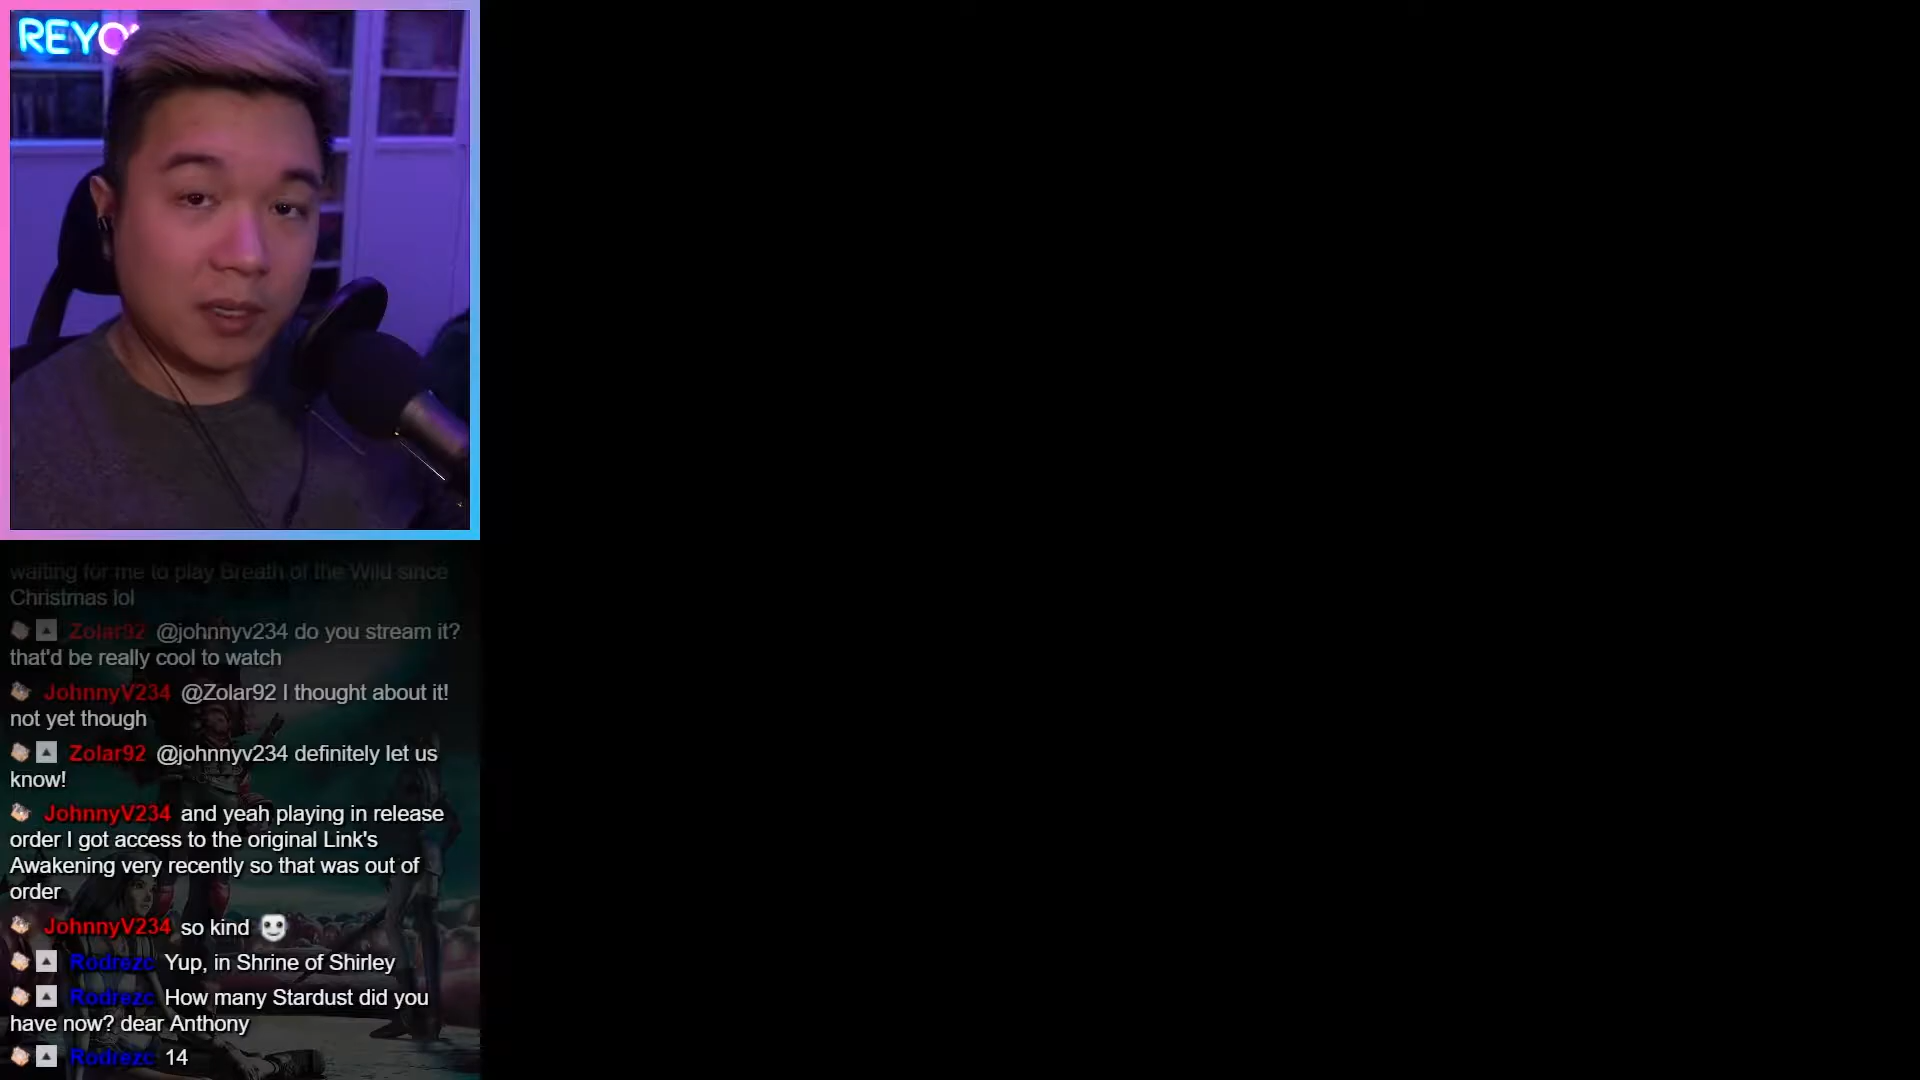 REYO
waiting for me to play Breath of the Wild since
Christmas lol
Zolar92 @johnnyv234 do you stream it?
that'd be really cool to watch
JohnnyV234 @Zolar92 I thought about it!
not yet though
Zolar92 @johnnyv234 definitely let us
know!
JohnnyV234 and yeah playing in release
order I got access to the original Link's
Awakening very recently so that was out of
order
JohnnyV234 so kind
Rodrezc Yup, in Shrine of Shirley
Rodrezc How many Stardust did you
have now? dear Anthony
Rodrezc 14